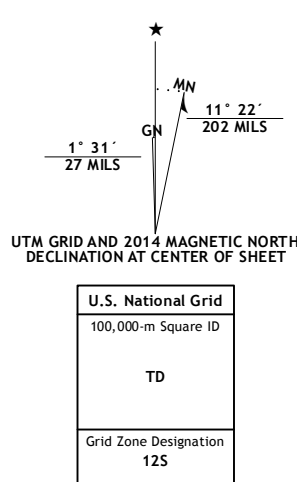 MN
GN
11° 22´
202 MILS
1° 31´
27 MILS
UTM GRID AND 2014 MAGNETIC NORTH
DECLINATION AT CENTER OF SHEET
U.S. National Grid
100,000-m Square ID
TD
Grid Zone Designation
12S